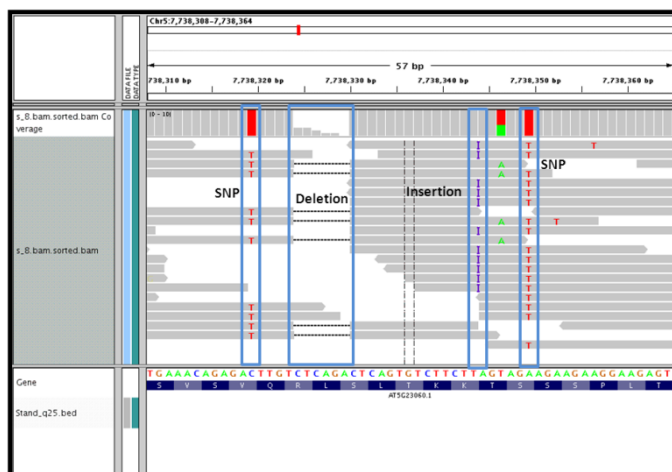 Chr5:7,738,308-7,738,364
57 bp
738,310 bp 7,738,320 bp 7,738,330 bp 7,738,340 bp 7,738,350 bp 7,738,360 bp
DATA FILE
DATA TYPE
s_8.bam.sorted.bam Co
verage
[0 - 10]
I T T
T I T
T A SNP
T A T
I T
SNP Deletion Insertion I T
I T
T T
T A T T
I T
T A T
s_8.bam.sorted.bam I T
I T
I T
I T
I T
T T
T T
T T
T
T
Gene TGAAACAGAGACTTGTCTCAGACTCAGTGTCTTCTTAGTAGAAGAAGAAGGAAGAGT
S V S V Q R L S L T K K T S S S P L T
AT5G23060.1
Stand_q25.bed